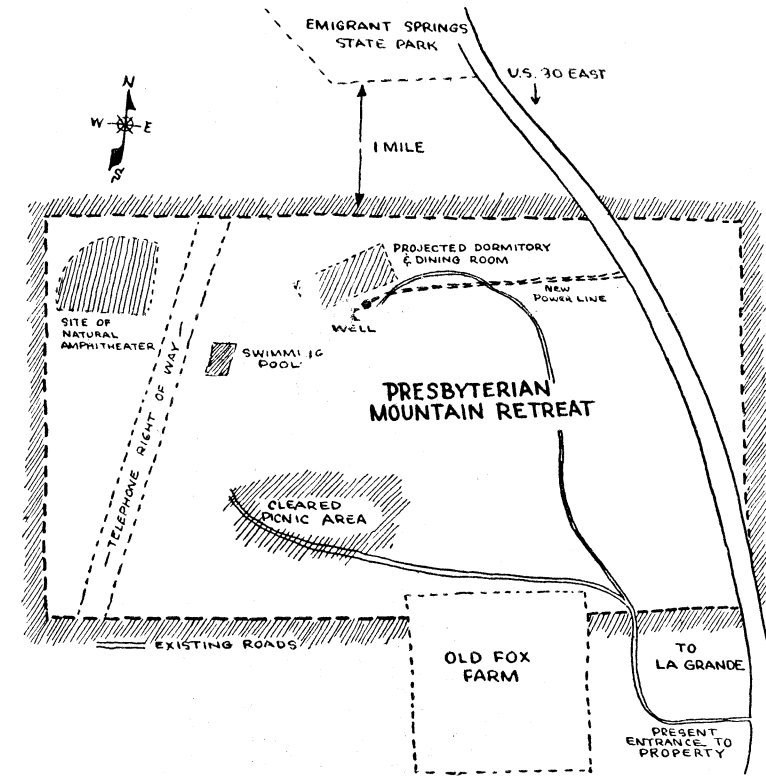 EMIGRANT SPRINGS
STATE PARK
U.S. 30 EAST
N
W E
S
1 MILE
PROJECTED DORMITORY
& DINING ROOM
NEW
POWER LINE
WELL
SITE OF
NATURAL
AMPHITHEATER
SWIMMING
POOL
TELEPHONE RIGHT OF WAY
PRESBYTERIAN
MOUNTAIN RETREAT
CLEARED
PICNIC AREA
EXISTING ROADS
OLD FOX
FARM
TO
LA GRANDE
PRESENT
ENTRANCE TO
PROPERTY